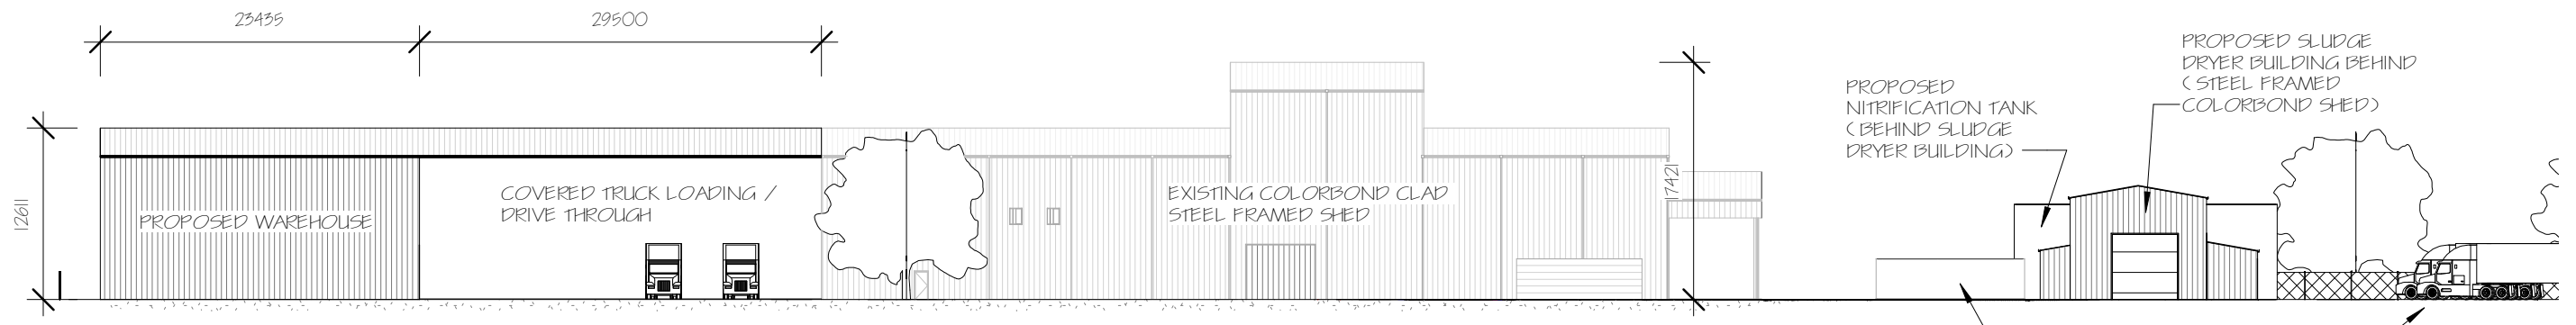 23435
29500
12611
PROPOSED WAREHOUSE
COVERED TRUCK LOADING /
DRIVE THROUGH
EXISTING COLORBOND CLAD
STEEL FRAMED SHED
17421
PROPOSED
NITRIFICATION TANK
(BEHIND SLUDGE
DRYER BUILDING)
PROPOSED SLUDGE
DRYER BUILDING BEHIND
(STEEL FRAMED
COLORBOND SHED)